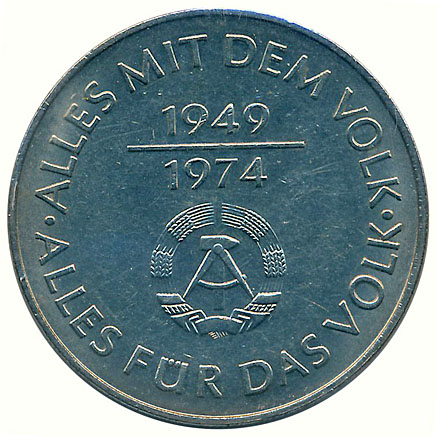 ALLES MIT DEM VOLK ·
ALLES FÜR DAS VOLK ·
1949
1974